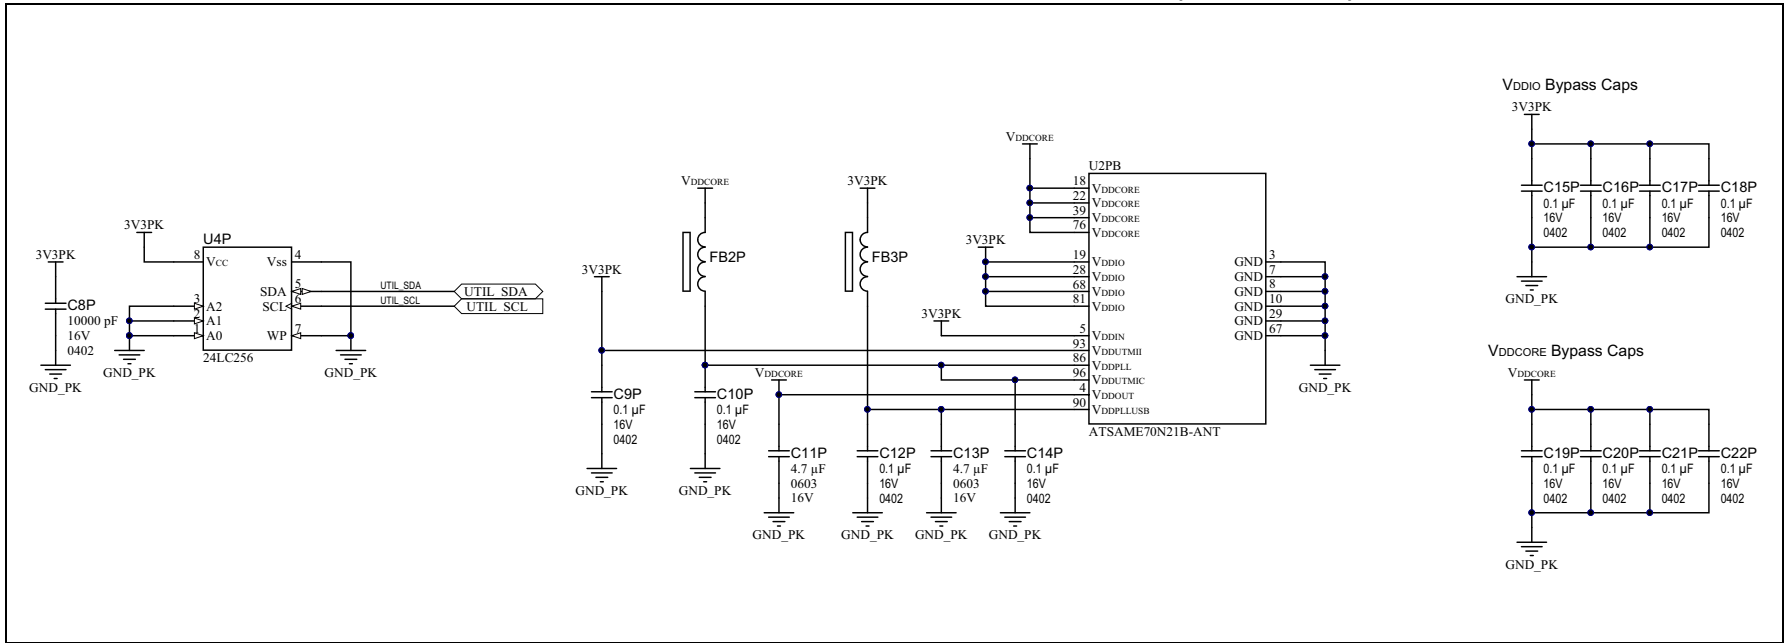 3V3PK
C8P
10000 pF
16V
0402
GND_PK
3V3PK
U4P
8 VCC
VSS 4
SDA 5
SCL 6
WP 7
3 A2
2 A1
1 A0
24LC256
GND_PK
GND_PK
UTIL_SDA
UTIL_SCL
UTIL_SDA
UTIL_SCL
3V3PK
C9P
0.1 µF
16V
0402
GND_PK
VDDCORE
FB2P
C10P
0.1 µF
16V
0402
GND_PK
VDDCORE
C11P
4.7 µF
0603
16V
GND_PK
3V3PK
FB3P
C12P
0.1 µF
16V
0402
GND_PK
C13P
4.7 µF
0603
16V
GND_PK
C14P
0.1 µF
16V
0402
GND_PK
VDDCORE
3V3PK
3V3PK
U2PB
18 VDDCORE
22 VDDCORE
39 VDDCORE
76 VDDCORE
19 VDDIO
28 VDDIO
68 VDDIO
81 VDDIO
5 VDDIN
93 VDDUTMII
86 VDDPLL
96 VDDUTMIC
4 VDDOUT
90 VDDPLLUSB
ATSAME70N21B-ANT
GND 3
GND 7
GND 8
GND 10
GND 29
GND 67
GND_PK
VDDIO Bypass Caps
3V3PK
C15P C16P C17P C18P
0.1 µF 0.1 µF 0.1 µF 0.1 µF
16V 16V 16V 16V
0402 0402 0402 0402
GND_PK
VDDCORE Bypass Caps
VDDCORE
C19P C20P C21P C22P
0.1 µF 0.1 µF 0.1 µF 0.1 µF
16V 16V 16V 16V
0402 0402 0402 0402
GND_PK